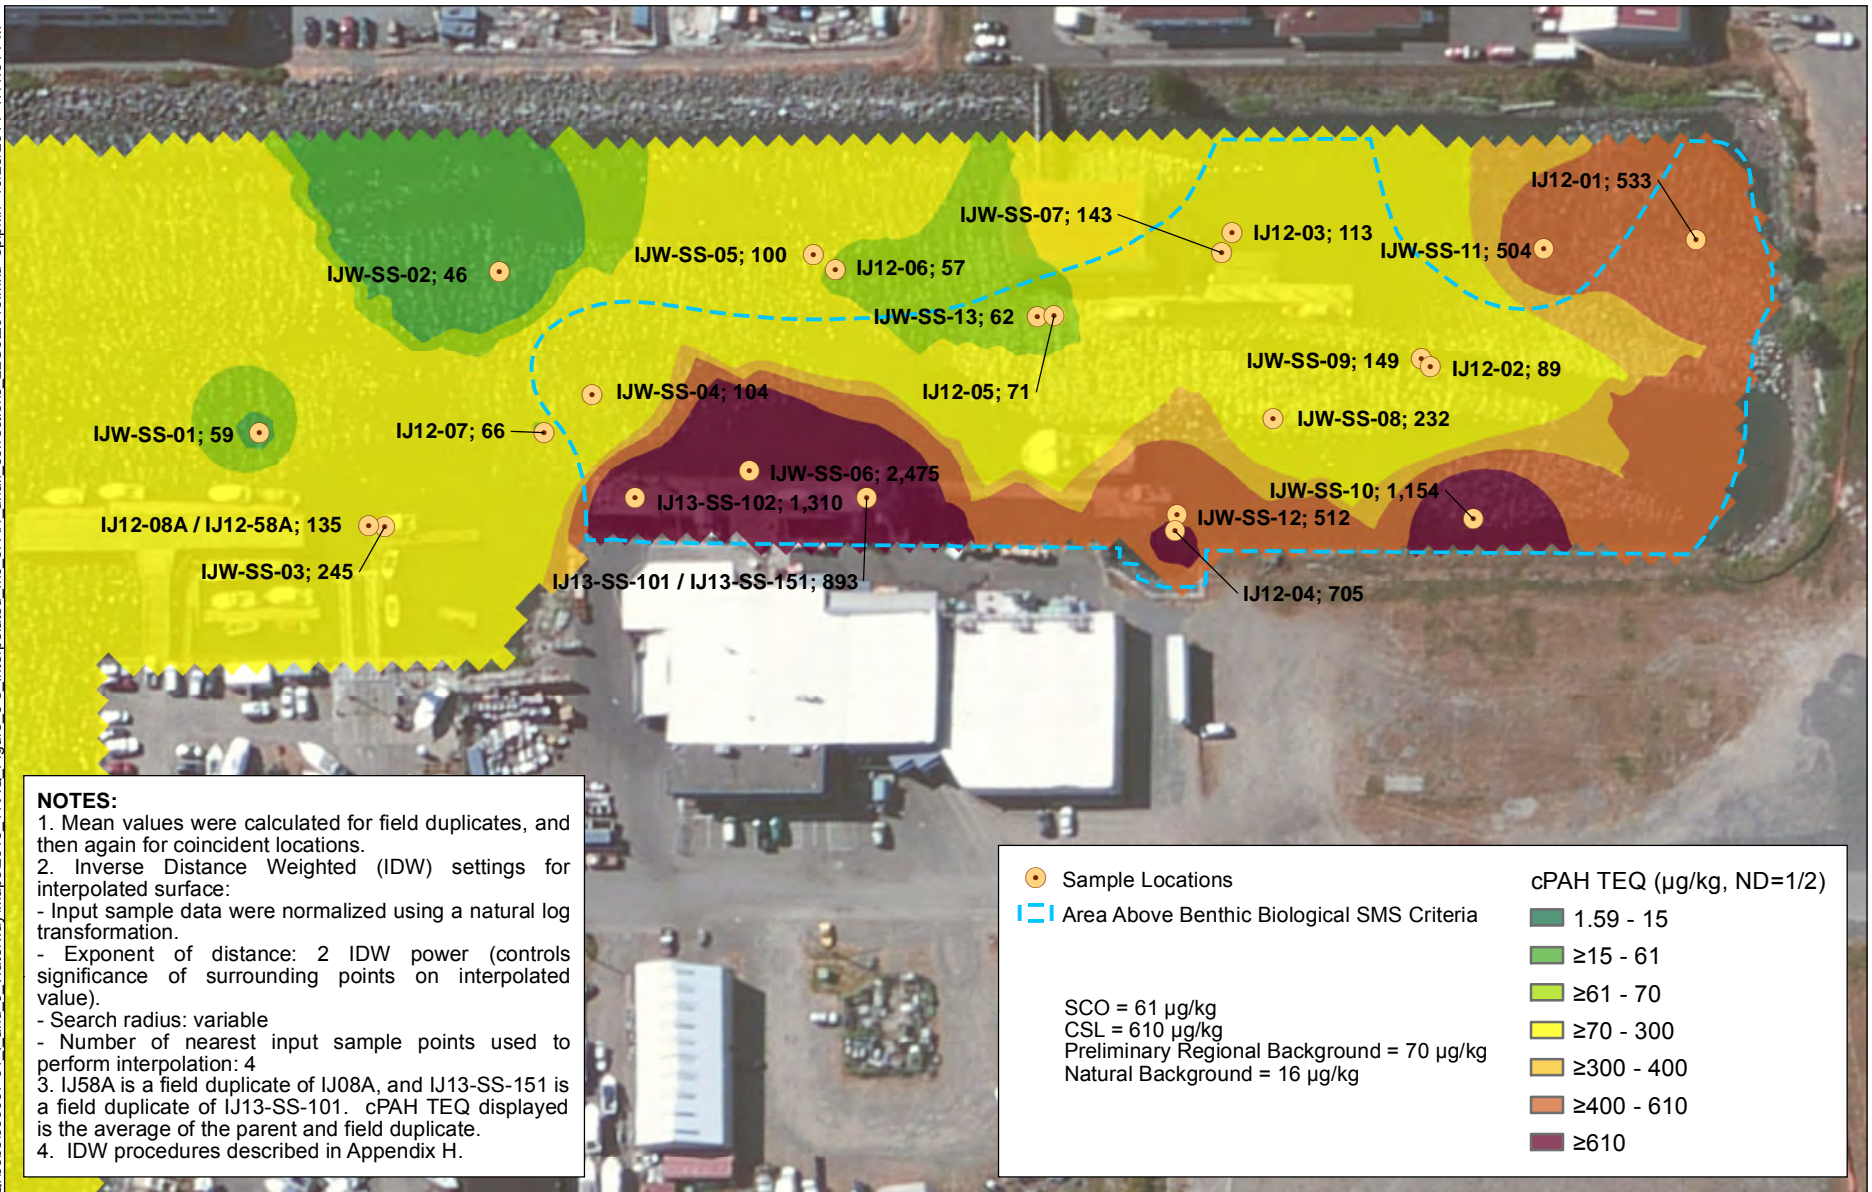 IJ12-01; 533
IJW-SS-07; 143
IJ12-03; 113
IJW-SS-11; 504
IJW-SS-05; 100
IJ12-06; 57
IJW-SS-02; 46
IJW-SS-13; 62
IJW-SS-09; 149
IJ12-02; 89
IJW-SS-04; 104
IJ12-05; 71
IJW-SS-08; 232
IJW-SS-01; 59
IJ12-07; 66
IJW-SS-06; 2,475
IJW-SS-10; 1,154
IJ13-SS-102; 1,310
IJW-SS-12; 512
IJ12-08A / IJ12-58A; 135
IJW-SS-03; 245
IJ13-SS-101 / IJ13-SS-151; 893
IJ12-04; 705
NOTES:
1. Mean values were calculated for field duplicates, and
then again for coincident locations.
2. Inverse Distance Weighted (IDW) settings for
interpolated surface:
- Input sample data were normalized using a natural log
transformation.
- Exponent of distance: 2 IDW power (controls
significance of surrounding points on interpolated
value).
- Search radius: variable
- Number of nearest input sample points used to
perform interpolation: 4
3. IJ58A is a field duplicate of IJ08A, and IJ13-SS-151 is
a field duplicate of IJ13-SS-101. cPAH TEQ displayed
is the average of the parent and field duplicate.
4. IDW procedures described in Appendix H.
Sample Locations
Area Above Benthic Biological SMS Criteria
SCO = 61 µg/kg
CSL = 610 µg/kg
Preliminary Regional Background = 70 µg/kg
Natural Background = 16 µg/kg
cPAH TEQ (µg/kg, ND=1/2)
1.59 - 15
≥15 - 61
≥61 - 70
≥70 - 300
≥300 - 400
≥400 - 610
≥610